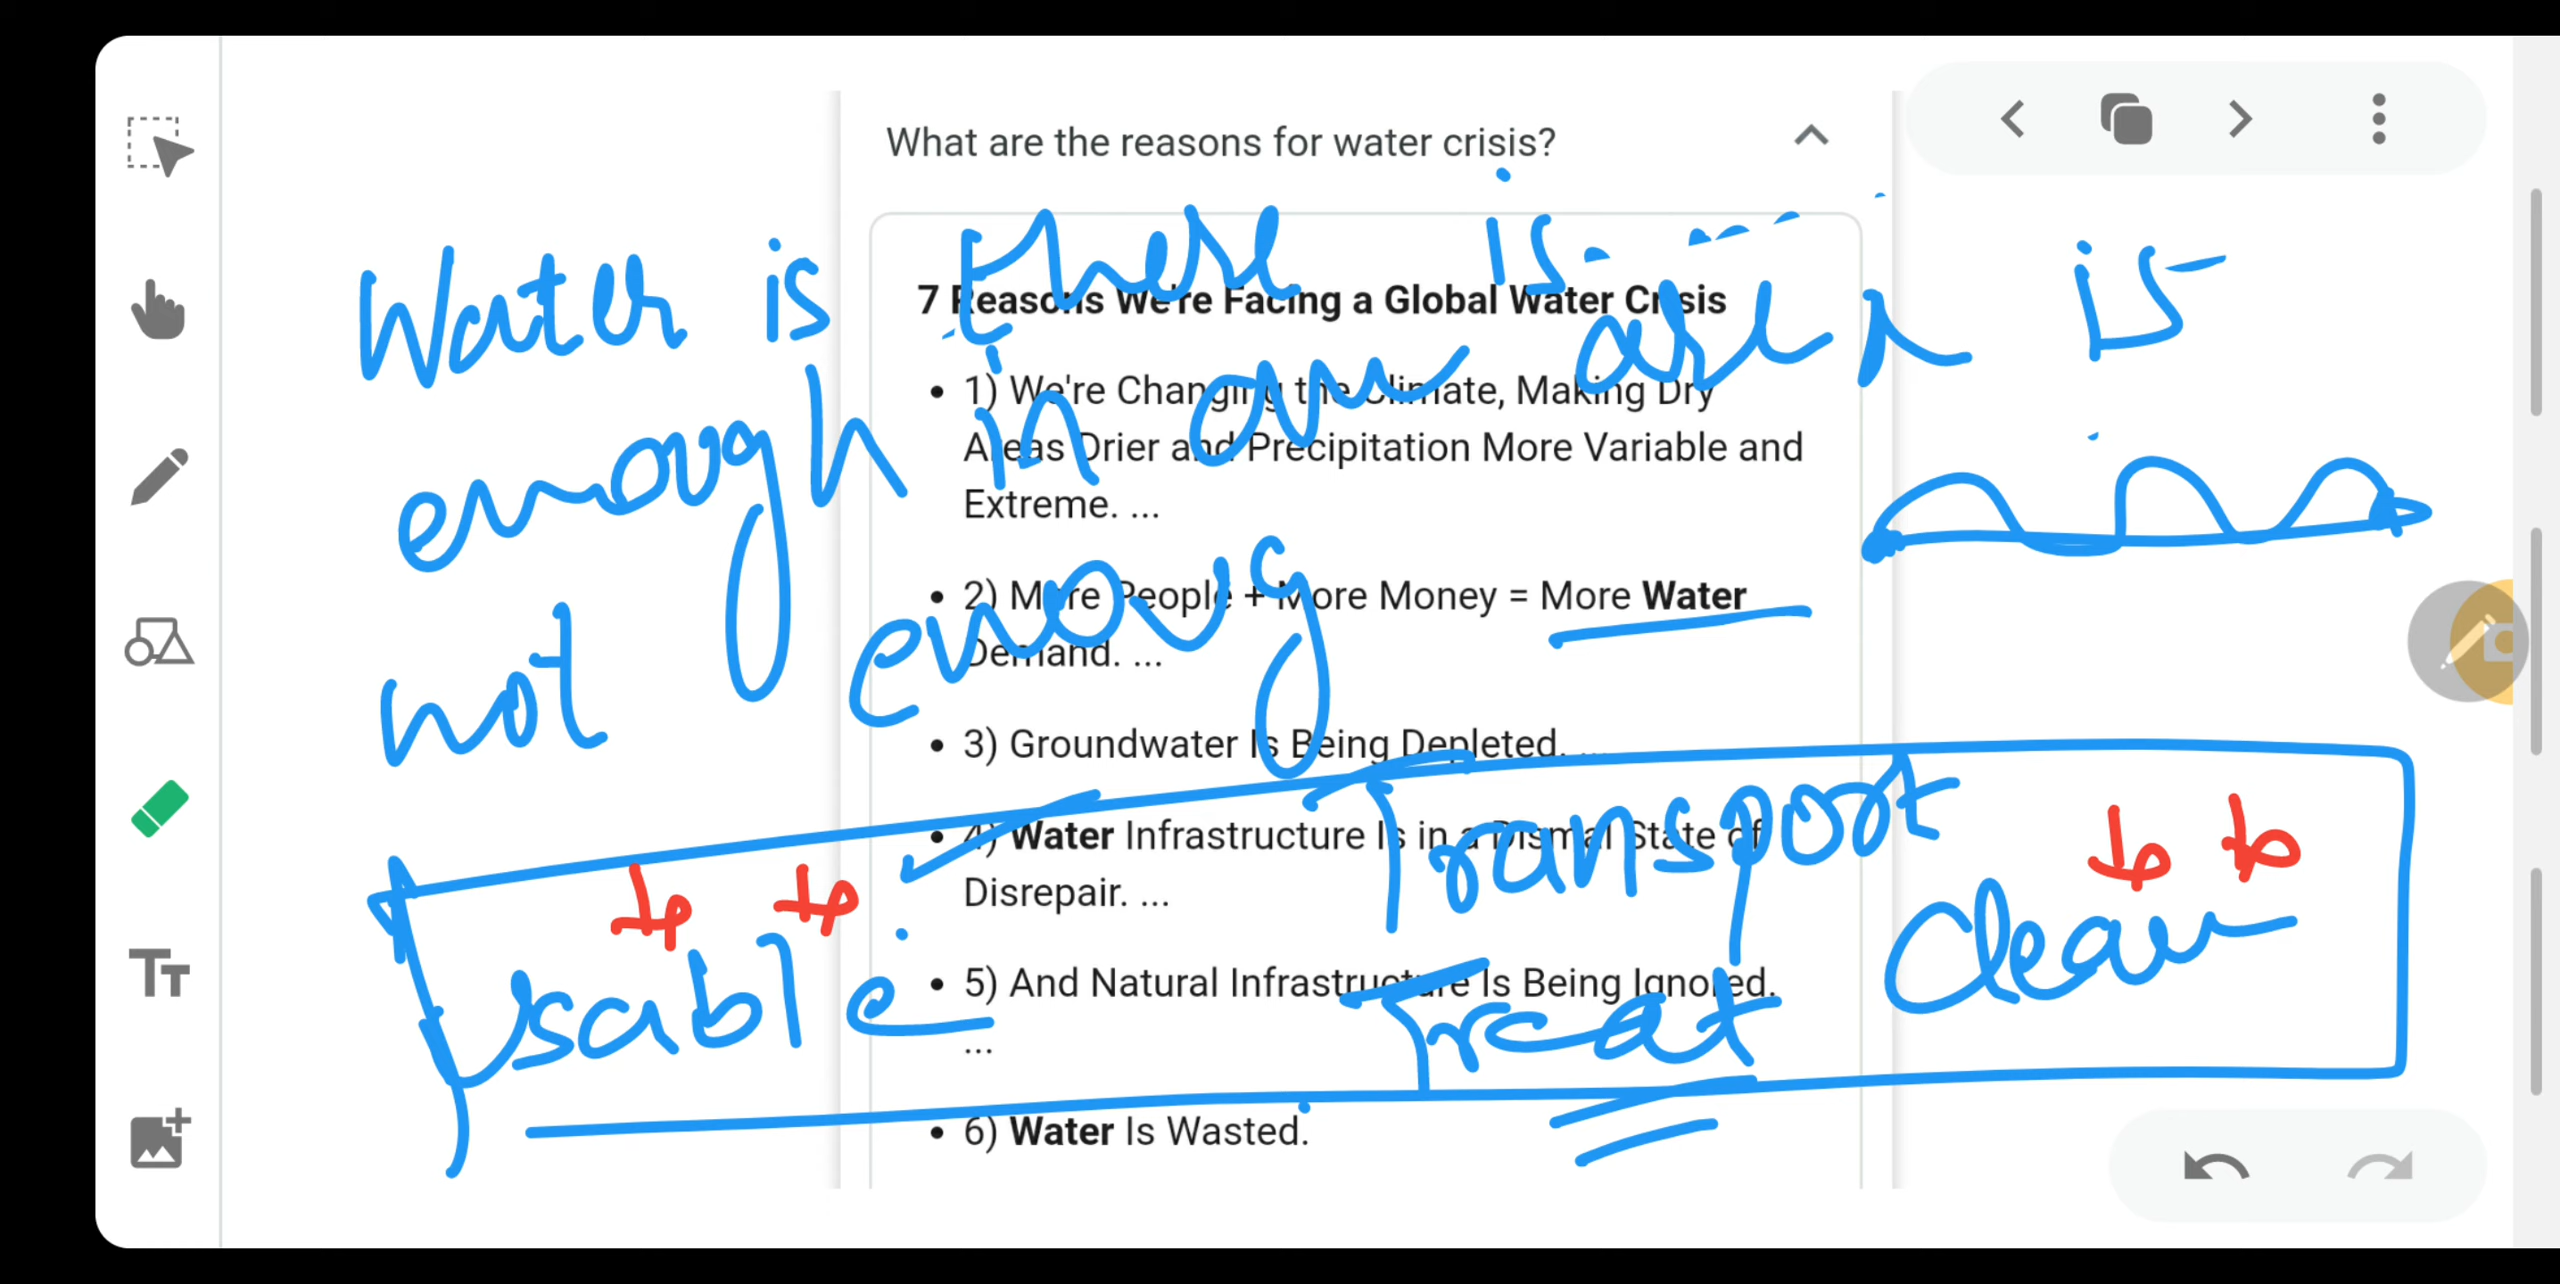 What are the reasons for water crisis?
Water is there is is
7 Reasons We're Facing a Global Water Crisis
enough in our area
1) We're Changing the Climate, Making Dry
Areas Drier and Precipitation More Variable and
Extreme. ...
not enoug
2) More People + More Money = More Water
Demand. ...
3) Groundwater Is Being Depleted. ...
Transport
4) Water Infrastructure Is in a Dismal State of
Disrepair. ...
Usable Clean
5) And Natural Infrastructure Is Being Ignored.
...
Treat
6) Water Is Wasted.
Tт